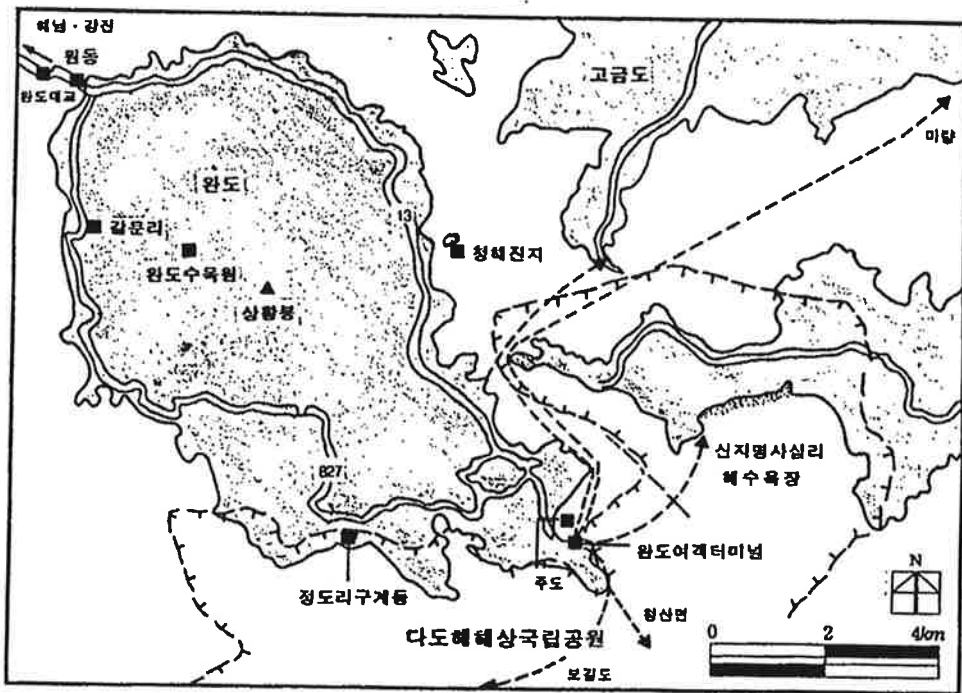 해남 · 강진
원동
완도대교
고금도
마량
완도
13
갈문리
청해진지
완도수목원
상황봉
신지명사십리
해수욕장
827
완도여객터미널
주도
정도리구계등
N
청산면
다도해해상국립공원
0 2 4km
보길도